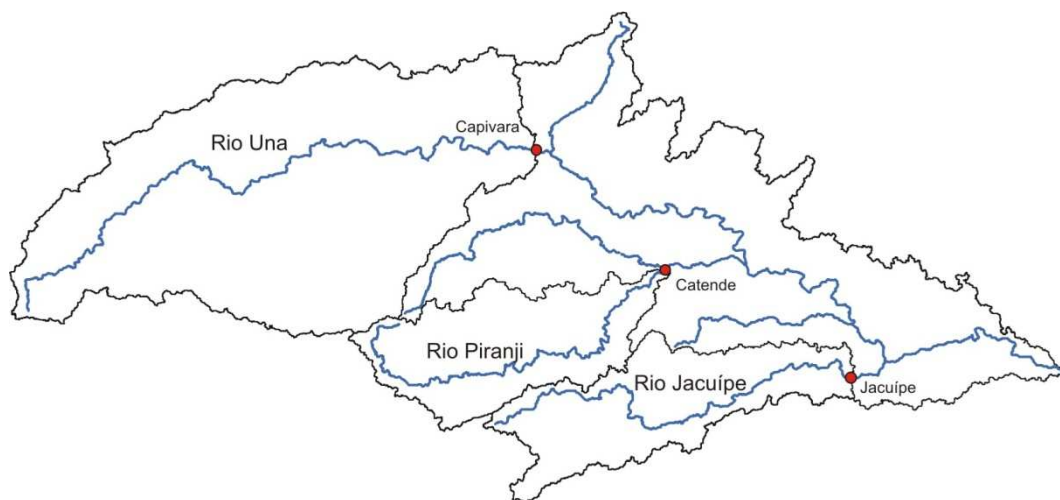 Capivara
Rio Una
Catende
Rio Piranji
Rio Jacuípe
Jacuípe